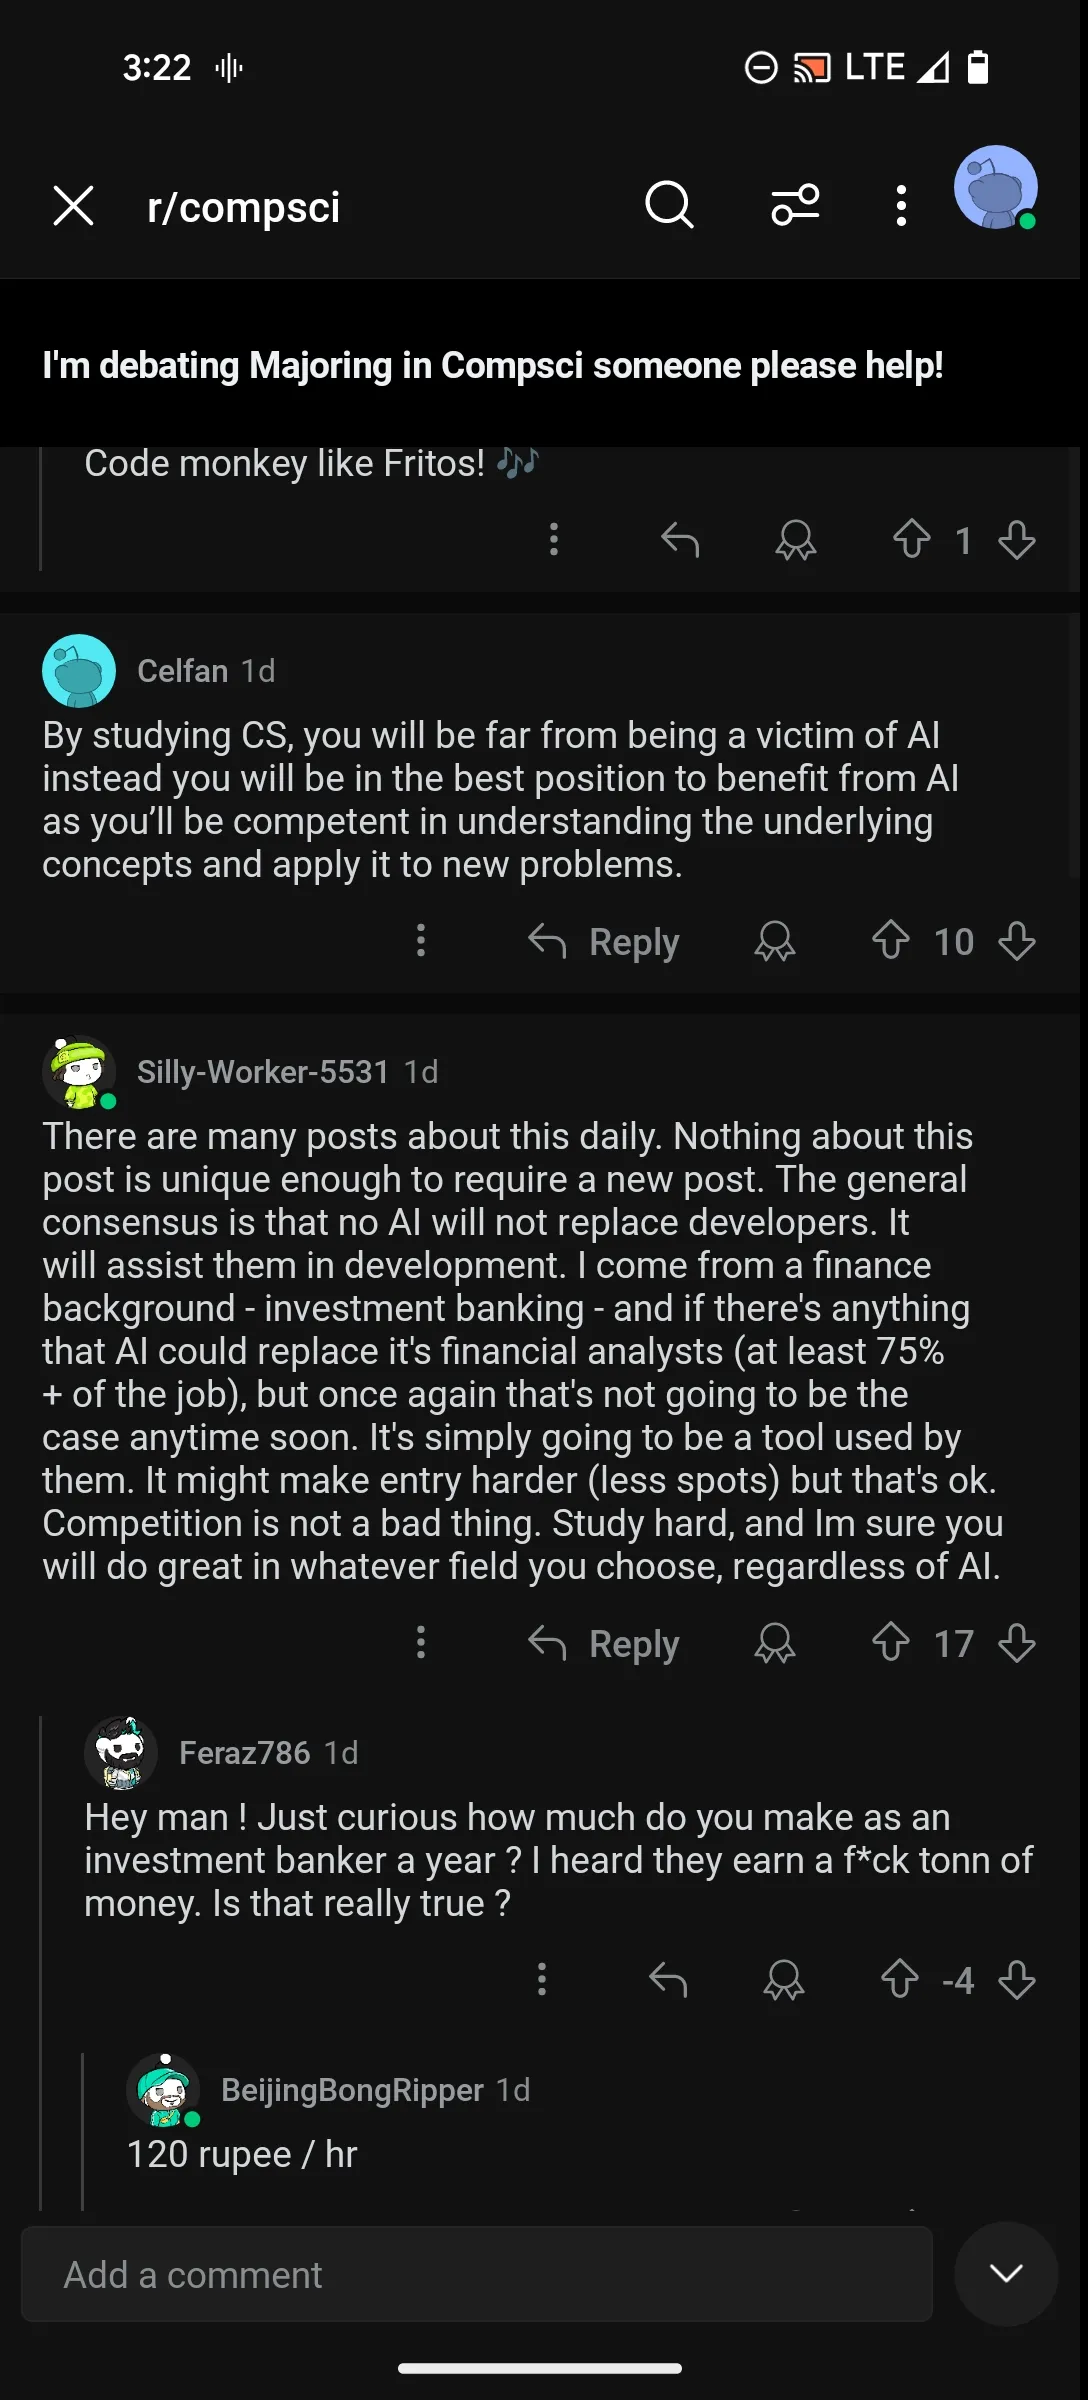 3:22
LTE
r/compsci
I'm debating Majoring in Compsci someone please help!
Code monkey like Fritos! 🎶
1
Celfan 1d
By studying CS, you will be far from being a victim of AI
instead you will be in the best position to benefit from AI
as you’ll be competent in understanding the underlying
concepts and apply it to new problems.
Reply
10
Silly-Worker-5531 1d
There are many posts about this daily. Nothing about this
post is unique enough to require a new post. The general
consensus is that no AI will not replace developers. It
will assist them in development. I come from a finance
background - investment banking - and if there's anything
that AI could replace it's financial analysts (at least 75%
+ of the job), but once again that's not going to be the
case anytime soon. It's simply going to be a tool used by
them. It might make entry harder (less spots) but that's ok.
Competition is not a bad thing. Study hard, and Im sure you
will do great in whatever field you choose, regardless of AI.
Reply
17
Feraz786 1d
Hey man ! Just curious how much do you make as an
investment banker a year ? I heard they earn a f*ck tonn of
money. Is that really true ?
-4
BeijingBongRipper 1d
120 rupee / hr
Add a comment